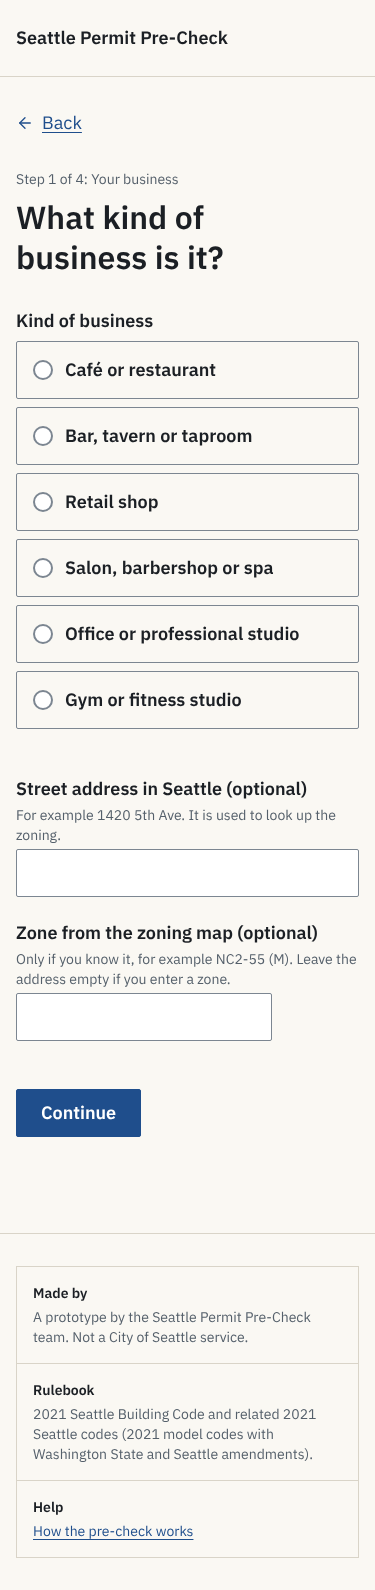 Seattle Permit Pre-Check
← Back
Step 1 of 4: Your business
What kind of
business is it?
Kind of business
Café or restaurant
Bar, tavern or taproom
Retail shop
Salon, barbershop or spa
Office or professional studio
Gym or fitness studio
Street address in Seattle (optional)
For example 1420 5th Ave. It is used to look up the
zoning.
Zone from the zoning map (optional)
Only if you know it, for example NC2-55 (M). Leave the
address empty if you enter a zone.
Continue
Made by
A prototype by the Seattle Permit Pre-Check
team. Not a City of Seattle service.
Rulebook
2021 Seattle Building Code and related 2021
Seattle codes (2021 model codes with
Washington State and Seattle amendments).
Help
How the pre-check works